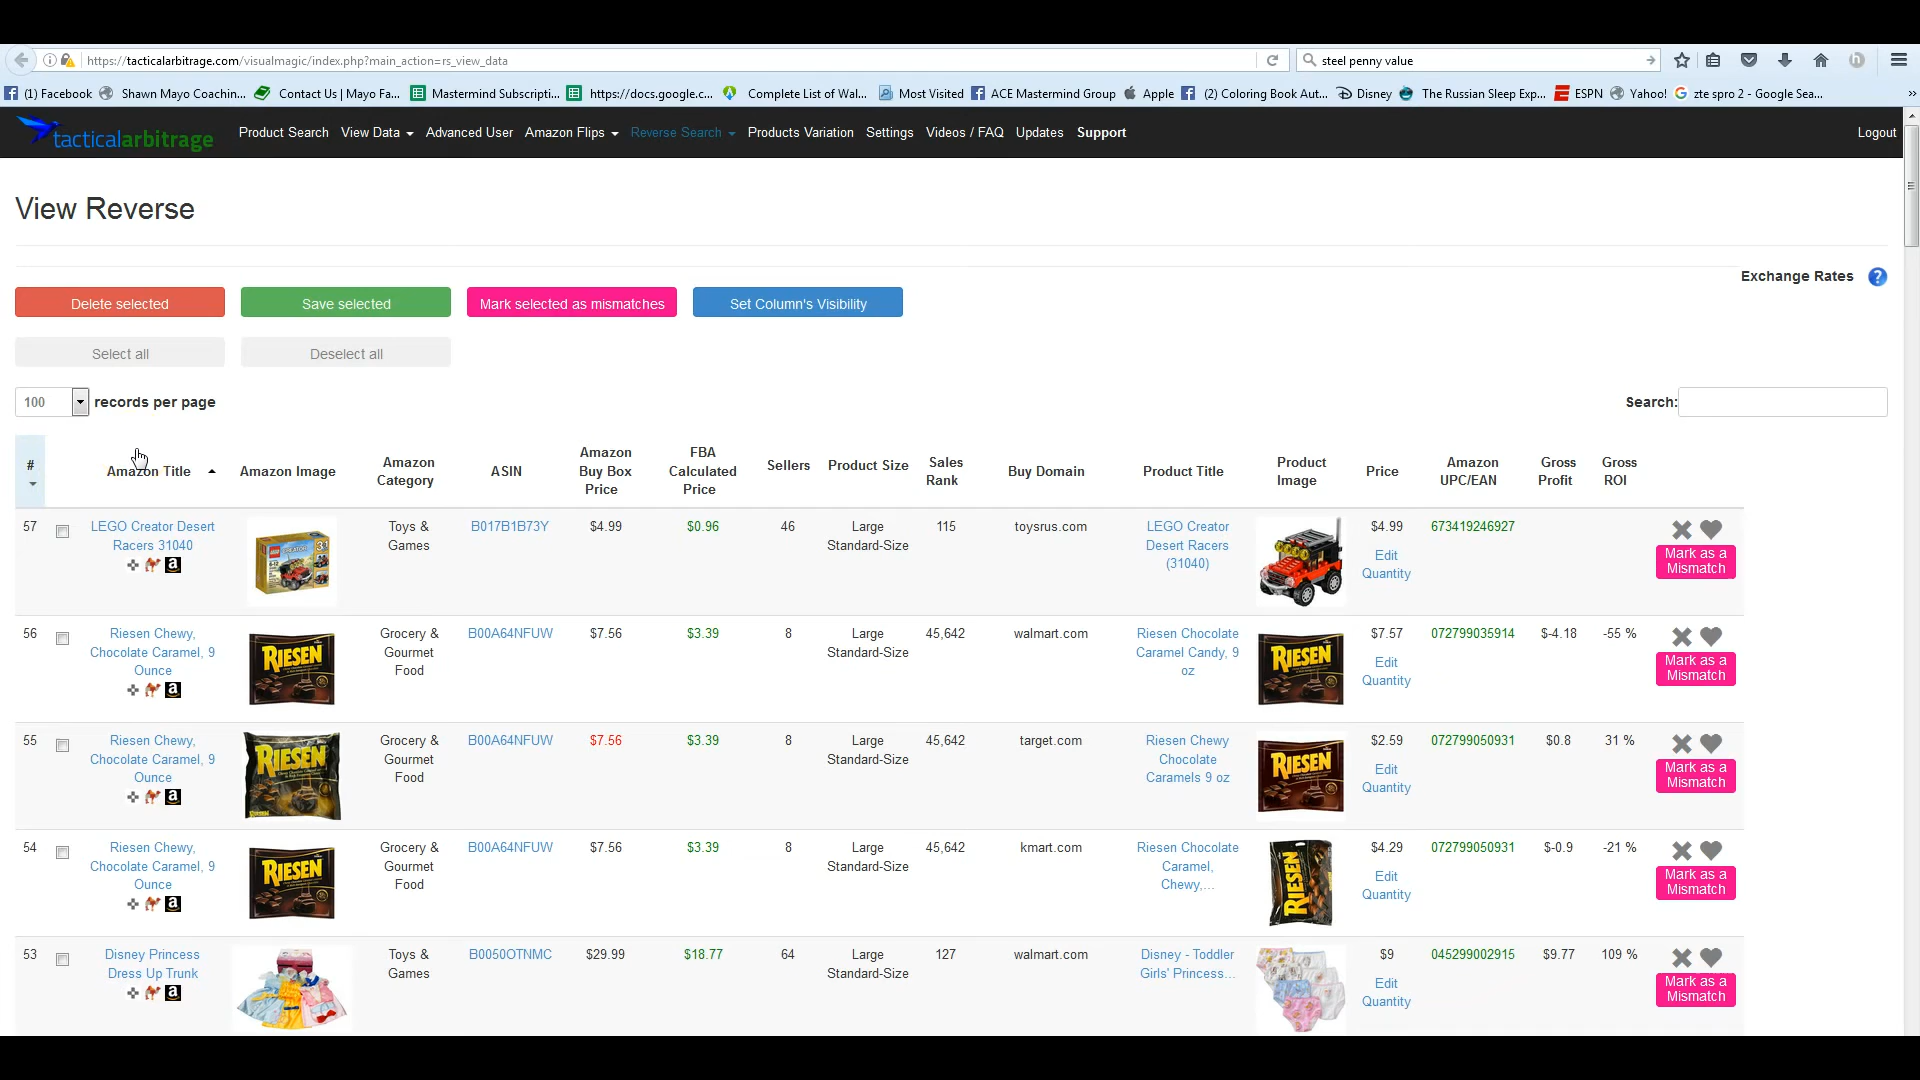 https://tacticalarbitrage.com/visualmagic/index.php?main_action=rs_view_data
steel penny value
(1) Facebook
Shawn Mayo Coachin...
Contact Us | Mayo Fa...
Mastermind Subscripti...
https://docs.google.c...
Complete List of Wal...
Most Visited
ACE Mastermind Group
Apple
(2) Coloring Book Aut...
Disney
The Russian Sleep Exp...
ESPN
Yahoo!
zte spro 2 - Google Sea...
tacticalarbitrage
Product Search
View Data
Advanced User
Amazon Flips
Reverse Search
Products Variation
Settings
Videos / FAQ
Updates
Support
Logout
View Reverse
Exchange Rates
Delete selected
Save selected
Mark selected as mismatches
Set Column's Visibility
Select all
Deselect all
100
records per page
Search:
#
Amazon Title
Amazon Image
Amazon
Category
ASIN
Amazon
Buy Box
Price
FBA
Calculated
Price
Sellers
Product Size
Sales
Rank
Buy Domain
Product Title
Product
Image
Price
Amazon
UPC/EAN
Gross
Profit
Gross
ROI
57
LEGO Creator Desert
Racers 31040
Toys &
Games
B017B1B73Y
$4.99
$0.96
46
Large
Standard-Size
115
toysrus.com
LEGO Creator
Desert Racers
(31040)
$4.99
Edit
Quantity
673419246927
Mark as a
Mismatch
56
Riesen Chewy,
Chocolate Caramel, 9
Ounce
RIESEN
Grocery &
Gourmet
Food
B00A64NFUW
$7.56
$3.39
8
Large
Standard-Size
45,642
walmart.com
Riesen Chocolate
Caramel Candy, 9
oz
RIESEN
$7.57
Edit
Quantity
072799035914
$-4.18
-55 %
Mark as a
Mismatch
55
Riesen Chewy,
Chocolate Caramel, 9
Ounce
RIESEN
Grocery &
Gourmet
Food
B00A64NFUW
$7.56
$3.39
8
Large
Standard-Size
45,642
target.com
Riesen Chewy
Chocolate
Caramels 9 oz
RIESEN
$2.59
Edit
Quantity
072799050931
$0.8
31 %
Mark as a
Mismatch
54
Riesen Chewy,
Chocolate Caramel, 9
Ounce
RIESEN
Grocery &
Gourmet
Food
B00A64NFUW
$7.56
$3.39
8
Large
Standard-Size
45,642
kmart.com
Riesen Chocolate
Caramel,
Chewy,...
RIESEN
$4.29
Edit
Quantity
072799050931
$-0.9
-21 %
Mark as a
Mismatch
53
Disney Princess
Dress Up Trunk
Toys &
Games
B0050OTNMC
$29.99
$18.77
64
Large
Standard-Size
127
walmart.com
Disney - Toddler
Girls' Princess...
$9
Edit
Quantity
045299002915
$9.77
109 %
Mark as a
Mismatch